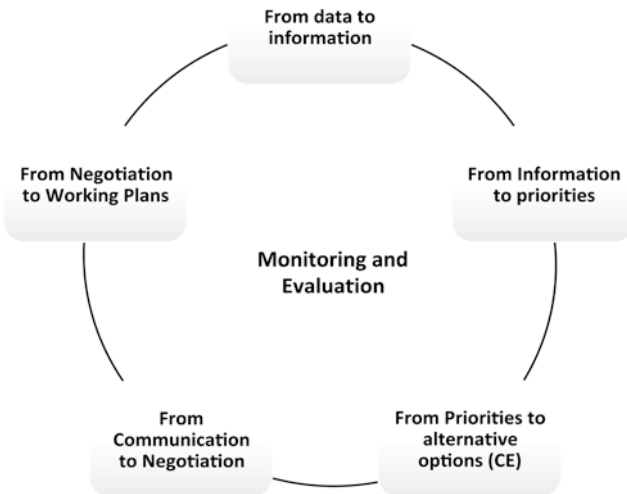 From data to
information
From Information
to priorities
From Priorities to
alternative
options (CE)
From
Communication
to Negotiation
From Negotiation
to Working Plans
Monitoring and
Evaluation